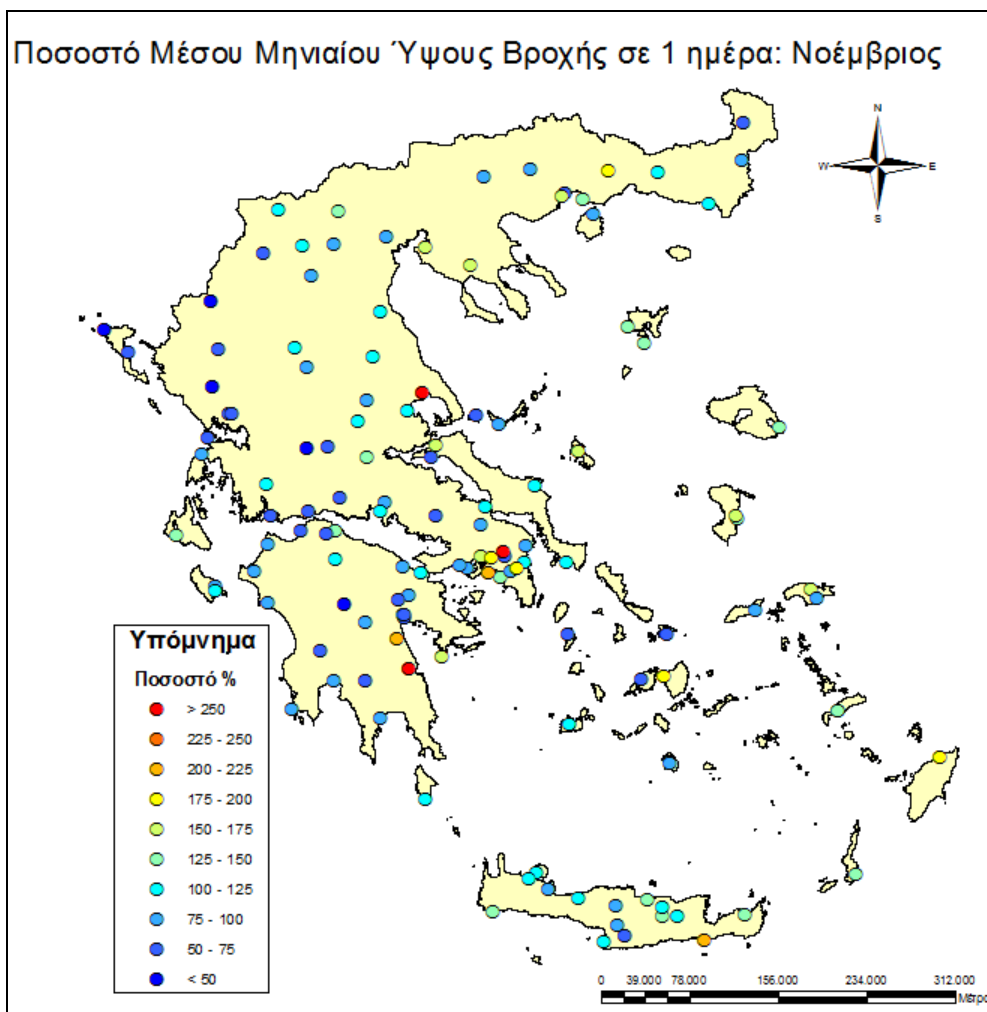 Ποσοστό Μέσου Μηνιαίου Ύψους Βροχής σε 1 ημέρα: Νοέμβριος
N
W E
S
Υπόμνημα
Ποσοστό %
> 250
225 - 250
200 - 225
175 - 200
150 - 175
125 - 150
100 - 125
75 - 100
50 - 75
< 50
0 39.000 78.000 156.000 234.000 312.000
Μέτρα